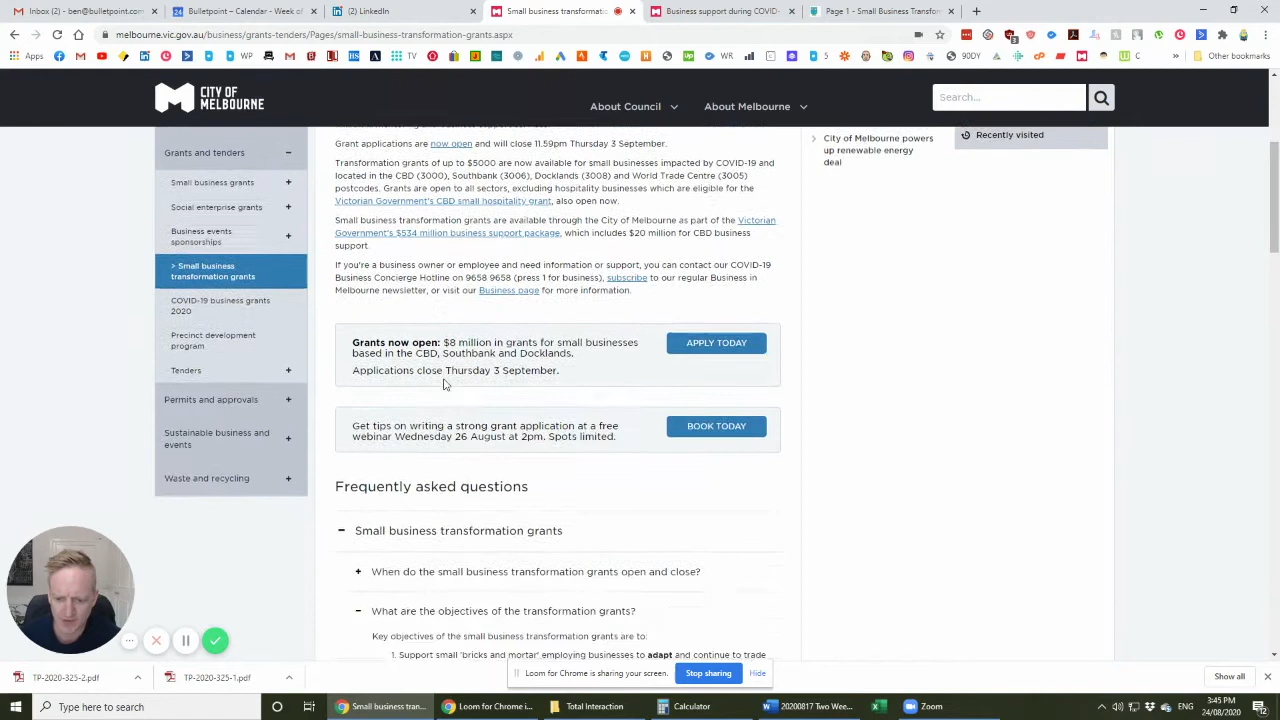 Inbox (2) - ben@bulletpoint.com
Bulletpoint – Calendar - Week of
(2) LinkedIn
Small business transformatio
Business support during COVID-
Page 1 - Small Business Transform
melbourne.vic.gov.au/business/grants-tenders/Pages/small-business-transformation-grants.aspx
Apps
WP
TV
Up
WR
90DY
C
Other bookmarks
CITY OF
MELBOURNE
About Council
About Melbourne
Search...
Grants and tenders
Small business grants
Social enterprise grants
Business events
sponsorships
> Small business
transformation grants
COVID-19 business grants
2020
Precinct development
program
Tenders
Permits and approvals
Sustainable business and
events
Waste and recycling
Grant applications are now open and will close 11.59pm Thursday 3 September.
Transformation grants of up to $5000 are now available for small businesses impacted by COVID-19 and
located in the CBD (3000), Southbank (3006), Docklands (3008) and World Trade Centre (3005)
postcodes. Grants are open to all sectors, excluding hospitality businesses which are eligible for the
Victorian Government's CBD small hospitality grant, also open now.
Small business transformation grants are available through the City of Melbourne as part of the Victorian
Government's $534 million business support package, which includes $20 million for CBD business
support.
If you're a business owner or employee and need information or support, you can contact our COVID-19
Business Concierge Hotline on 9658 9658 (press 1 for business), subscribe to our regular Business in
Melbourne newsletter, or visit our Business page for more information.
Grants now open: $8 million in grants for small businesses
based in the CBD, Southbank and Docklands.
Applications close Thursday 3 September.
APPLY TODAY
Get tips on writing a strong grant application at a free
webinar Wednesday 26 August at 2pm. Spots limited.
BOOK TODAY
Frequently asked questions
Small business transformation grants
When do the small business transformation grants open and close?
What are the objectives of the transformation grants?
Key objectives of the small business transformation grants are to:
1. Support small 'bricks and mortar' employing businesses to adapt and continue to trade
City of Melbourne powers
up renewable energy
deal
Recently visited
Loom for Chrome is sharing your screen.
Stop sharing
Hide
TP-2020-325-2.pdf
TP-2020-325-1.pdf
Show all
Type here to search
Small business tran...
Loom for Chrome i...
Total Interaction
Calculator
20200817 Two Wee...
Zoom
3:45 PM
24/08/2020